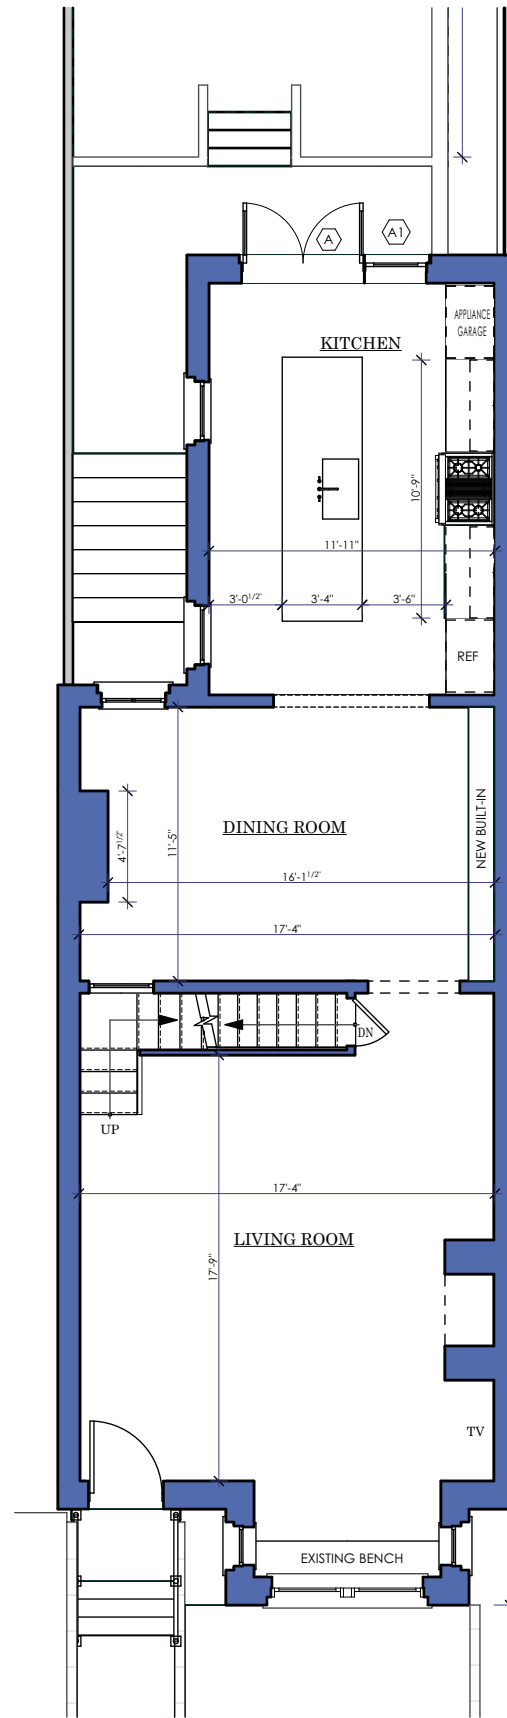 A
A1
APPLIANCE
GARAGE
KITCHEN
10'-9"
11'-11"
3'-0 1/2"
3'-4"
3'-6"
REF
DINING ROOM
NEW BUILT-IN
4'-7 1/2"
11'-5"
16'-1 1/2"
17'-4"
DN
UP
17'-4"
LIVING ROOM
17'-9"
TV
EXISTING BENCH